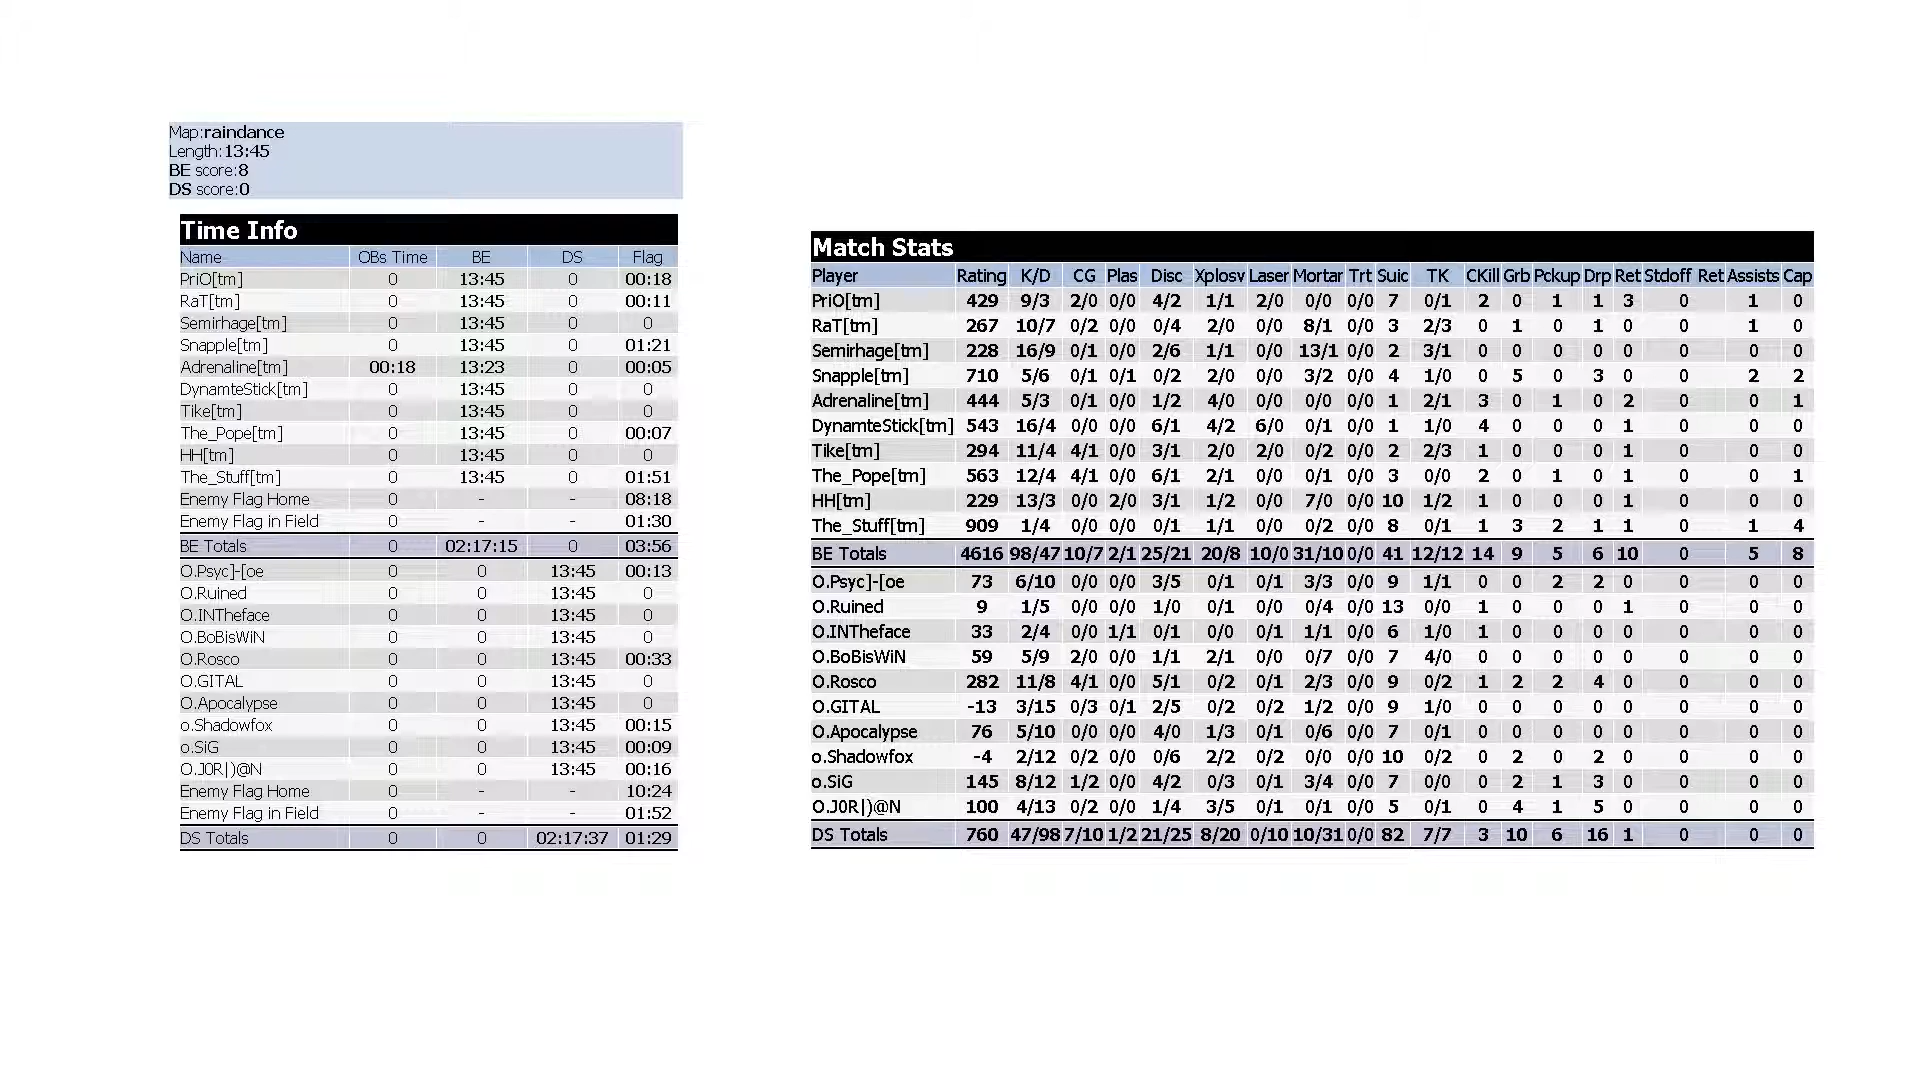 Map:raindance
Length:13:45
BE score:8
DS score:0
Time Info
Name OBs Time BE DS Flag
PriO[tm] 0 13:45 0 00:18
RaT[tm] 0 13:45 0 00:11
Semirhage[tm] 0 13:45 0 0
Snapple[tm] 0 13:45 0 01:21
Adrenaline[tm] 00:18 13:23 0 00:05
DynamteStick[tm] 0 13:45 0 0
Tike[tm] 0 13:45 0 0
The_Pope[tm] 0 13:45 0 00:07
HH[tm] 0 13:45 0 0
The_Stuff[tm] 0 13:45 0 01:51
Enemy Flag Home 0 - - 08:18
Enemy Flag in Field 0 - - 01:30
BE Totals 0 02:17:15 0 03:56
O.Psyc]-[oe 0 0 13:45 00:13
O.Ruined 0 0 13:45 0
O.INTheface 0 0 13:45 0
O.BoBisWiN 0 0 13:45 0
O.Rosco 0 0 13:45 00:33
O.GITAL 0 0 13:45 0
O.Apocalypse 0 0 13:45 0
o.Shadowfox 0 0 13:45 00:15
o.SiG 0 0 13:45 00:09
O.J0R|)@N 0 0 13:45 00:16
Enemy Flag Home 0 - - 10:24
Enemy Flag in Field 0 - - 01:52
DS Totals 0 0 02:17:37 01:29
Match Stats
Player Rating K/D CG Plas Disc Xplosv Laser Mortar Trt Suic TK CKill Grb Pckup Drp Ret Stdoff Ret Assists Cap
PriO[tm] 429 9/3 2/0 0/0 4/2 1/1 2/0 0/0 0/0 7 0/1 2 0 1 1 3 0 1 0
RaT[tm] 267 10/7 0/2 0/0 0/4 2/0 0/0 8/1 0/0 3 2/3 0 1 0 1 0 0 1 0
Semirhage[tm] 228 16/9 0/1 0/0 2/6 1/1 0/0 13/1 0/0 2 3/1 0 0 0 0 0 0 0 0
Snapple[tm] 710 5/6 0/1 0/1 0/2 2/0 0/0 3/2 0/0 4 1/0 0 5 0 3 0 0 2 2
Adrenaline[tm] 444 5/3 0/1 0/0 1/2 4/0 0/0 0/0 0/0 1 2/1 3 0 1 0 2 0 0 1
DynamteStick[tm] 543 16/4 0/0 0/0 6/1 4/2 6/0 0/1 0/0 1 1/0 4 0 0 0 1 0 0 0
Tike[tm] 294 11/4 4/1 0/0 3/1 2/0 2/0 0/2 0/0 2 2/3 1 0 0 0 1 0 0 0
The_Pope[tm] 563 12/4 4/1 0/0 6/1 2/1 0/0 0/1 0/0 3 0/0 2 0 1 0 1 0 0 1
HH[tm] 229 13/3 0/0 2/0 3/1 1/2 0/0 7/0 0/0 10 1/2 1 0 0 0 1 0 0 0
The_Stuff[tm] 909 1/4 0/0 0/0 0/1 1/1 0/0 0/2 0/0 8 0/1 1 3 2 1 1 0 1 4
BE Totals 4616 98/47 10/7 2/1 25/21 20/8 10/0 31/10 0/0 41 12/12 14 9 5 6 10 0 5 8
O.Psyc]-[oe 73 6/10 0/0 0/0 3/5 0/1 0/1 3/3 0/0 9 1/1 0 0 2 2 0 0 0 0
O.Ruined 9 1/5 0/0 0/0 1/0 0/1 0/0 0/4 0/0 13 0/0 1 0 0 0 1 0 0 0
O.INTheface 33 2/4 0/0 1/1 0/1 0/0 0/1 1/1 0/0 6 1/0 1 0 0 0 0 0 0 0
O.BoBisWiN 59 5/9 2/0 0/0 1/1 2/1 0/0 0/7 0/0 7 4/0 0 0 0 0 0 0 0 0
O.Rosco 282 11/8 4/1 0/0 5/1 0/2 0/1 2/3 0/0 9 0/2 1 2 2 4 0 0 0 0
O.GITAL -13 3/15 0/3 0/1 2/5 0/2 0/2 1/2 0/0 9 1/0 0 0 0 0 0 0 0 0
O.Apocalypse 76 5/10 0/0 0/0 4/0 1/3 0/1 0/6 0/0 7 0/1 0 0 0 0 0 0 0 0
o.Shadowfox -4 2/12 0/2 0/0 0/6 2/2 0/2 0/0 0/0 10 0/2 0 2 0 2 0 0 0 0
o.SiG 145 8/12 1/2 0/0 4/2 0/3 0/1 3/4 0/0 7 0/0 0 2 1 3 0 0 0 0
O.J0R|)@N 100 4/13 0/2 0/0 1/4 3/5 0/1 0/1 0/0 5 0/1 0 4 1 5 0 0 0 0
DS Totals 760 47/98 7/10 1/2 21/25 8/20 0/10 10/31 0/0 82 7/7 3 10 6 16 1 0 0 0